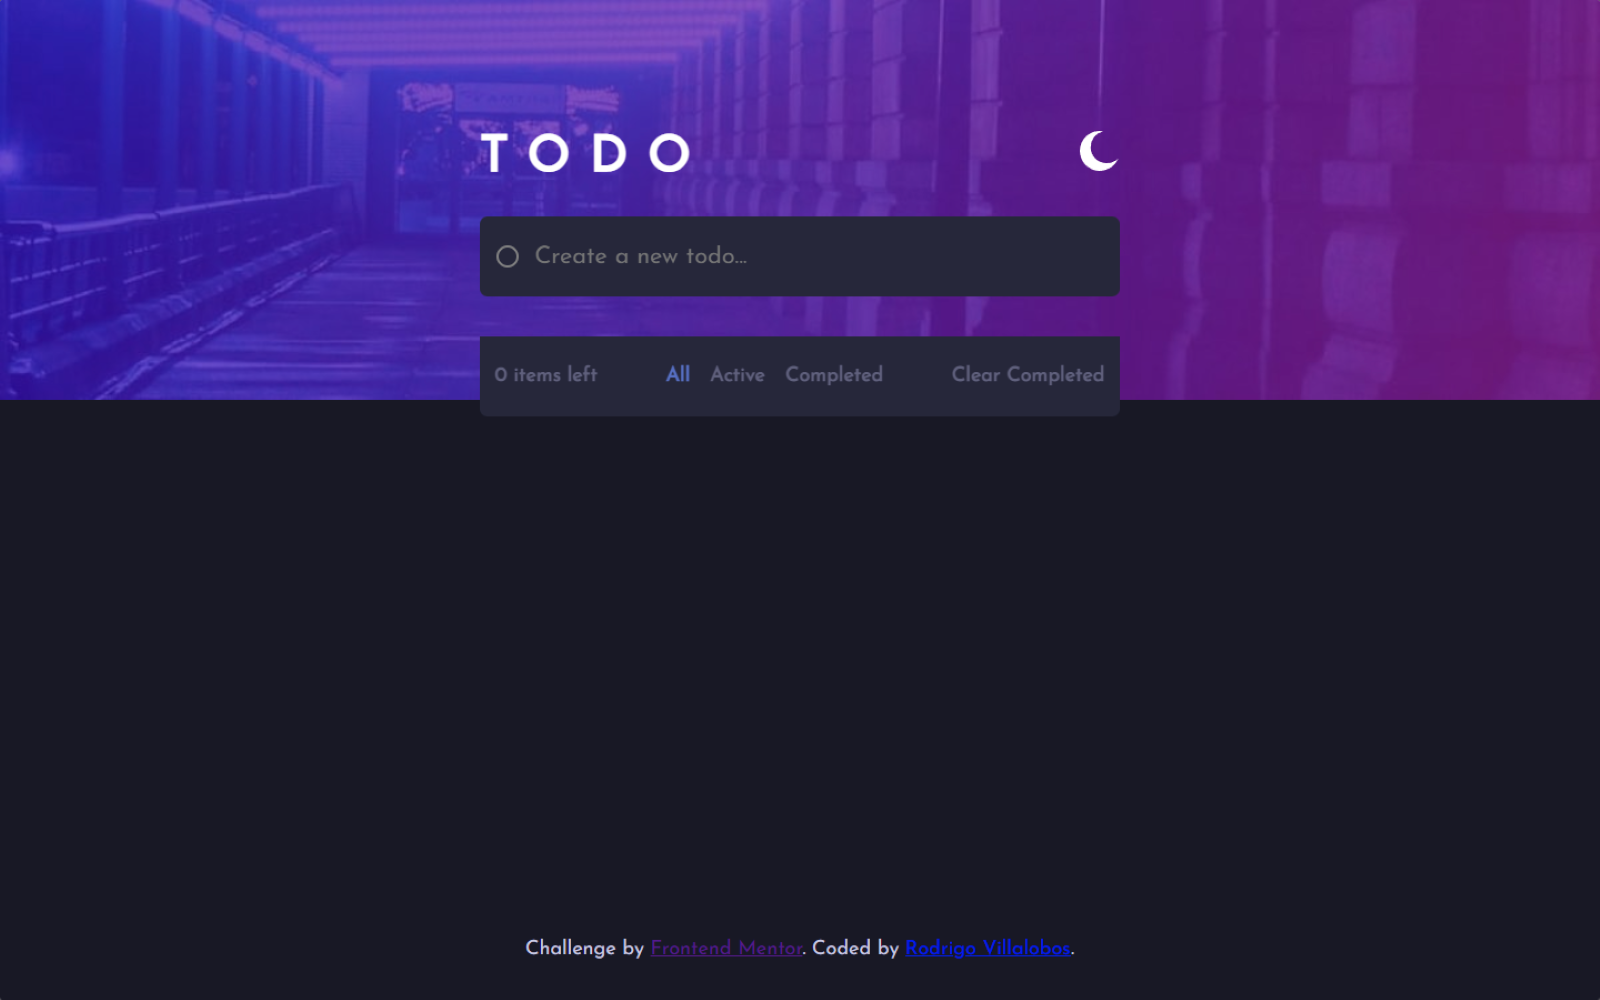 TODO
Create a new todo...
0 items left All Active Completed Clear Completed
Challenge by Frontend Mentor. Coded by Rodrigo Villalobos.